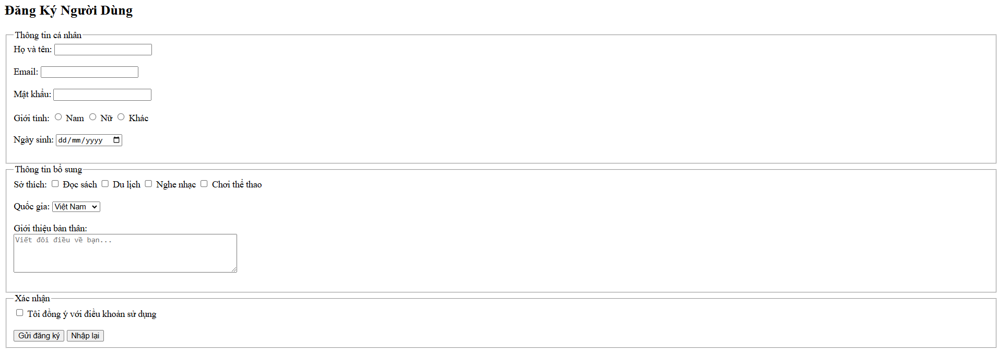 Đăng Ký Người Dùng
Thông tin cá nhân
Họ và tên:
Email:
Mật khẩu:
Giới tính: Nam Nữ Khác
Ngày sinh: dd/mm/yyyy
Thông tin bổ sung
Sở thích: Đọc sách Du lịch Nghe nhạc Chơi thể thao
Quốc gia: Việt Nam
Giới thiệu bản thân:
Viết đôi điều về bạn...
Xác nhận
Tôi đồng ý với điều khoản sử dụng
Gửi đăng ký Nhập lại